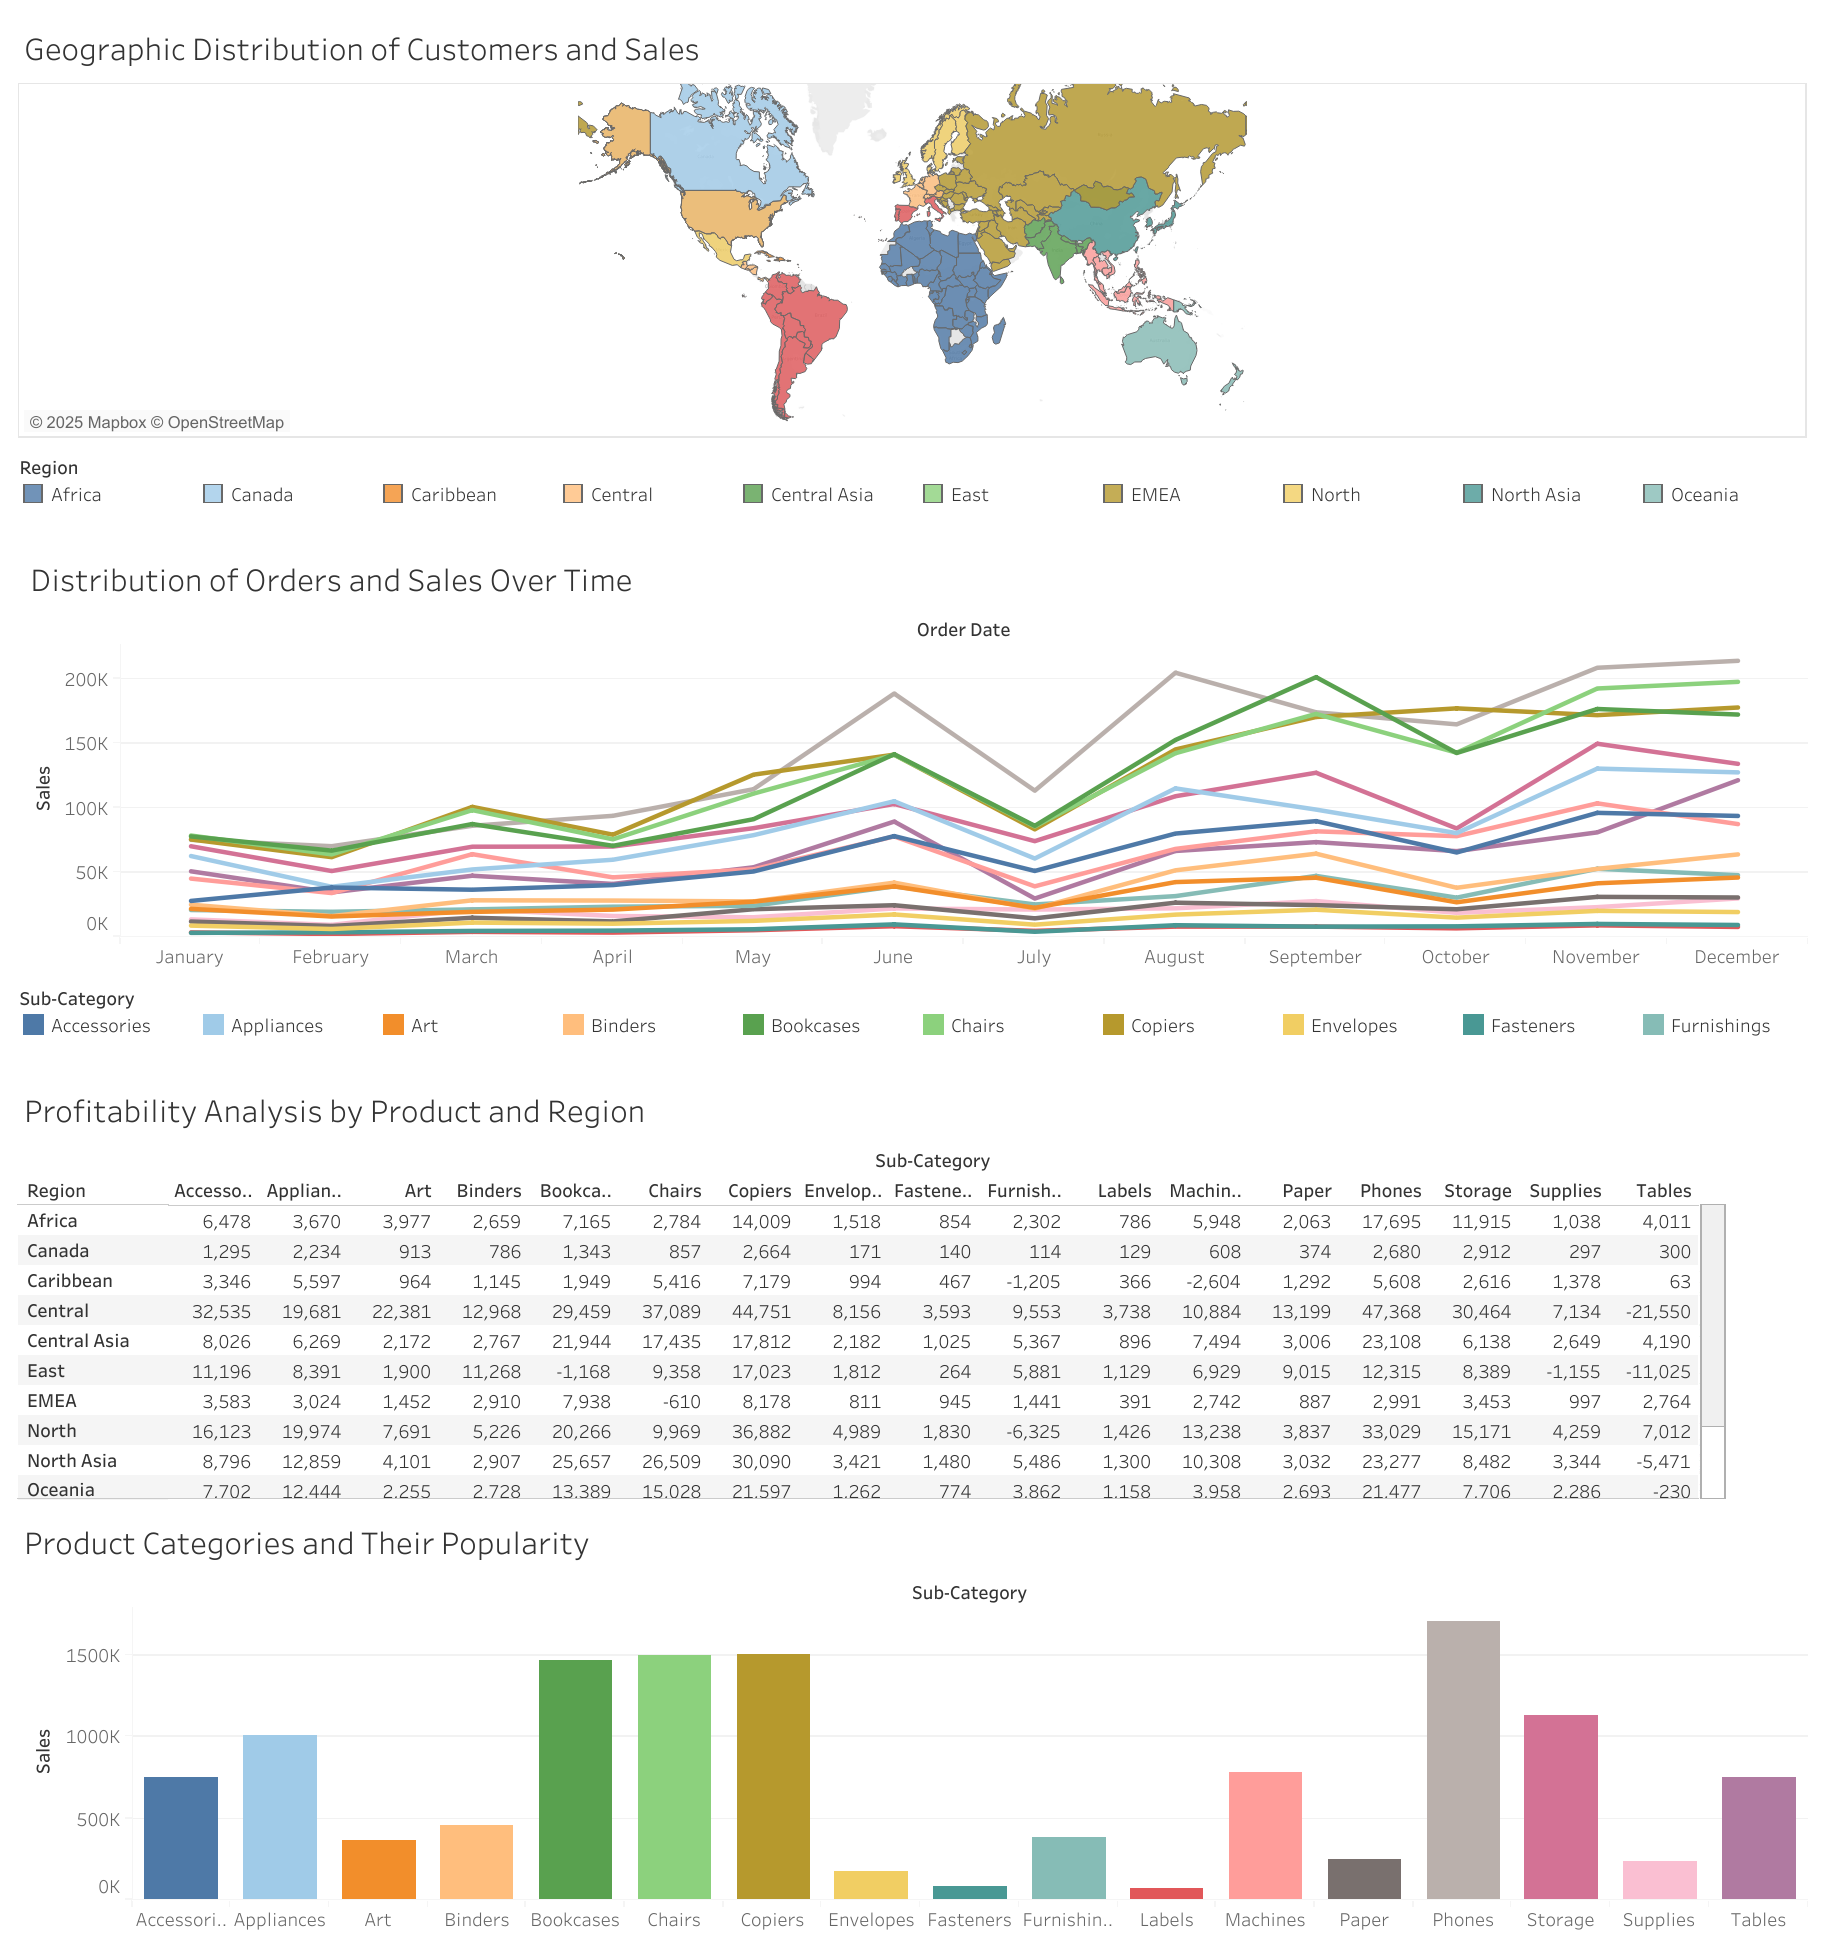 Geographic Distribution of Customers and Sales
© 2025 Mapbox © OpenStreetMap
Region
Africa Canada Caribbean Central Central Asia East EMEA North North Asia Oceania
Distribution of Orders and Sales Over Time
Order Date
200K
150K
100K
50K
0K
Sales
January February March April May June July August September October November December
Sub-Category
Accessories Appliances Art Binders Bookcases Chairs Copiers Envelopes Fasteners Furnishings
Profitability Analysis by Product and Region
Sub-Category
Region Accesso.. Applian.. Art Binders Bookca.. Chairs Copiers Envelop.. Fastene.. Furnish.. Labels Machin.. Paper Phones Storage Supplies Tables
Africa 6,478 3,670 3,977 2,659 7,165 2,784 14,009 1,518 854 2,302 786 5,948 2,063 17,695 11,915 1,038 4,011
Canada 1,295 2,234 913 786 1,343 857 2,664 171 140 114 129 608 374 2,680 2,912 297 300
Caribbean 3,346 5,597 964 1,145 1,949 5,416 7,179 994 467 -1,205 366 -2,604 1,292 5,608 2,616 1,378 63
Central 32,535 19,681 22,381 12,968 29,459 37,089 44,751 8,156 3,593 9,553 3,738 10,884 13,199 47,368 30,464 7,134 -21,550
Central Asia 8,026 6,269 2,172 2,767 21,944 17,435 17,812 2,182 1,025 5,367 896 7,494 3,006 23,108 6,138 2,649 4,190
East 11,196 8,391 1,900 11,268 -1,168 9,358 17,023 1,812 264 5,881 1,129 6,929 9,015 12,315 8,389 -1,155 -11,025
EMEA 3,583 3,024 1,452 2,910 7,938 -610 8,178 811 945 1,441 391 2,742 887 2,991 3,453 997 2,764
North 16,123 19,974 7,691 5,226 20,266 9,969 36,882 4,989 1,830 -6,325 1,426 13,238 3,837 33,029 15,171 4,259 7,012
North Asia 8,796 12,859 4,101 2,907 25,657 26,509 30,090 3,421 1,480 5,486 1,300 10,308 3,032 23,277 8,482 3,344 -5,471
Oceania 7,702 12,444 2,255 2,728 13,389 15,028 21,597 1,262 774 3,862 1,158 3,958 2,693 21,477 7,706 2,286 -230
Product Categories and Their Popularity
Sub-Category
1500K
1000K
500K
0K
Sales
Accessori.. Appliances Art Binders Bookcases Chairs Copiers Envelopes Fasteners Furnishin.. Labels Machines Paper Phones Storage Supplies Tables